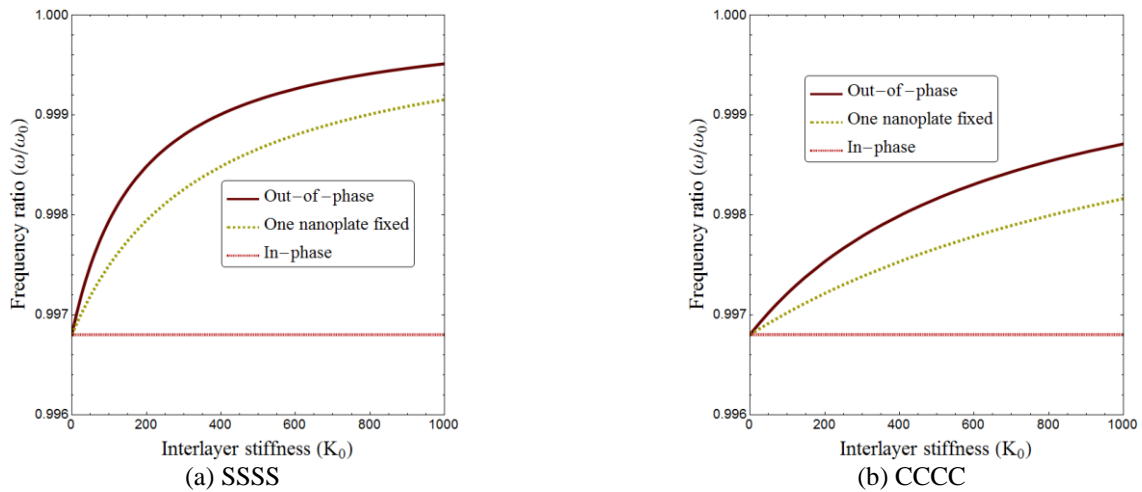 1.000
0.999
0.998
0.997
0.996
Frequency ratio (ω/ω₀)
Out-of-phase
One nanoplate fixed
In-phase
0 200 400 600 800 1000
Interlayer stiffness (K₀)
(a) SSSS
1.000
0.999
0.998
0.997
0.996
Frequency ratio (ω/ω₀)
Out-of-phase
One nanoplate fixed
In-phase
0 200 400 600 800 1000
Interlayer stiffness (K₀)
(b) CCCC